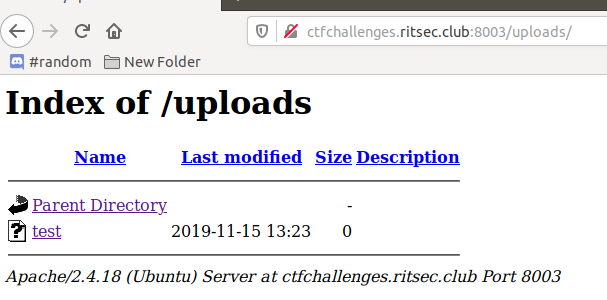 ctfchallenges.ritsec.club:8003/uploads/
#random New Folder
Index of /uploads
Name Last modified Size Description
Parent Directory -
test 2019-11-15 13:23 0
Apache/2.4.18 (Ubuntu) Server at ctfchallenges.ritsec.club Port 8003